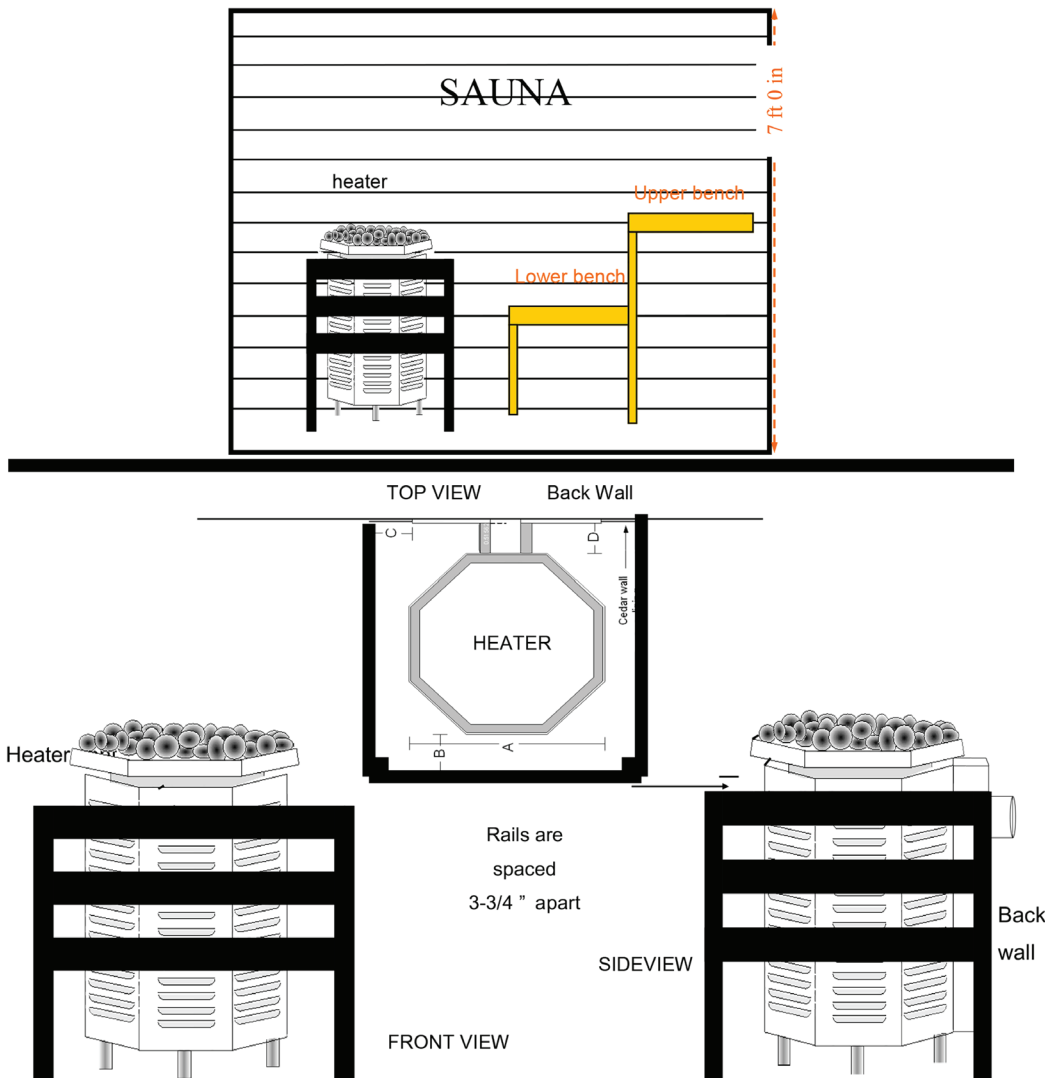 SAUNA
7 ft 0 in
heater
Upper bench
Lower bench
TOP VIEW
Back Wall
C
D
Cedar wall
HEATER
B
A
Heater
Rails are
spaced
3-3/4 ” apart
SIDEVIEW
Back
wall
FRONT VIEW